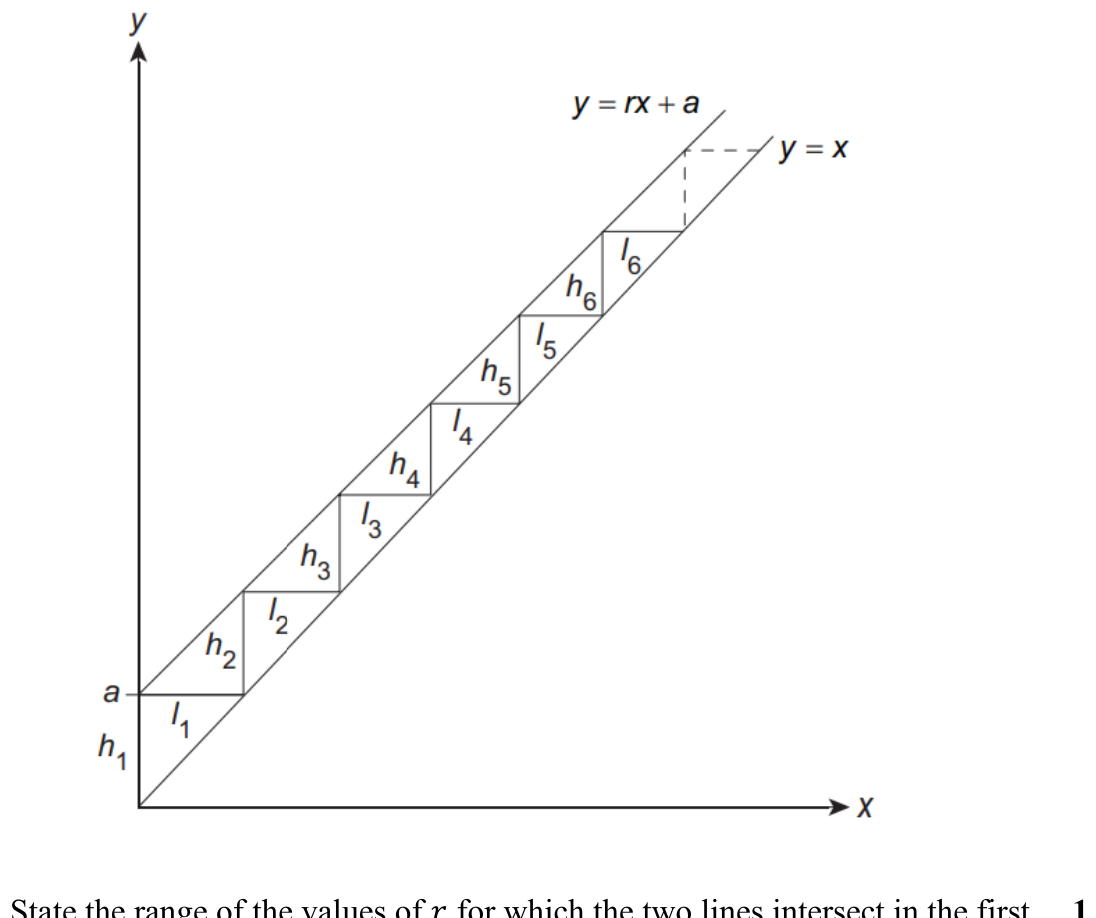 y
y = rx + a
y = x
l₆
h₆
l₅
h₅
l₄
h₄
l₃
h₃
l₂
h₂
a
l₁
h₁
x
State the range of the values of r for which the two lines intersect in the first 1